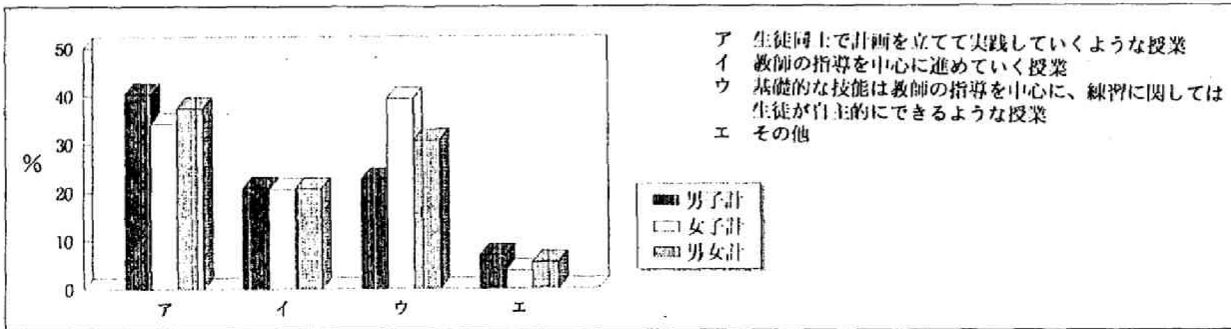 50
40
30
20
10
0
%
ア
イ
ウ
エ
ア 生徒同士で計画を立てて実践していくような授業
イ 教師の指導を中心に進めていく授業
ウ 基礎的な技能は教師の指導を中心に、練習に関しては
生徒が自主的にできるような授業
エ その他
男子計
女子計
男女計